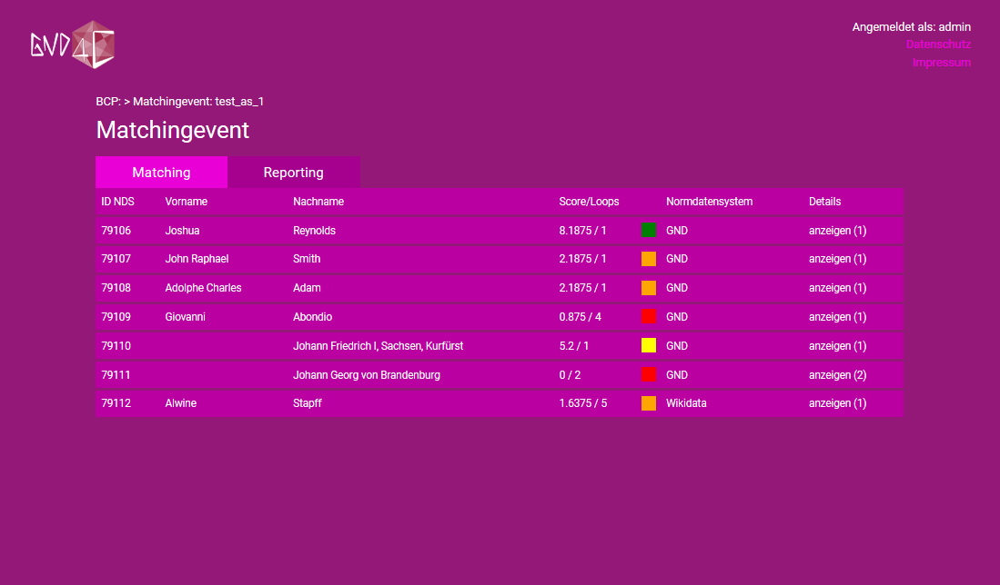 GND4C
Angemeldet als: admin
Datenschutz
Impressum
BCP: > Matchingevent: test_as_1
Matchingevent
Matching Reporting
ID NDS Vorname Nachname Score/Loops Normdatensystem Details
79106 Joshua Reynolds 8.1875 / 1 GND anzeigen (1)
79107 John Raphael Smith 2.1875 / 1 GND anzeigen (1)
79108 Adolphe Charles Adam 2.1875 / 1 GND anzeigen (1)
79109 Giovanni Abondio 0.875 / 4 GND anzeigen (1)
79110 Johann Friedrich I, Sachsen, Kurfürst 5.2 / 1 GND anzeigen (1)
79111 Johann Georg von Brandenburg 0 / 2 GND anzeigen (2)
79112 Alwine Stapff 1.6375 / 5 Wikidata anzeigen (1)